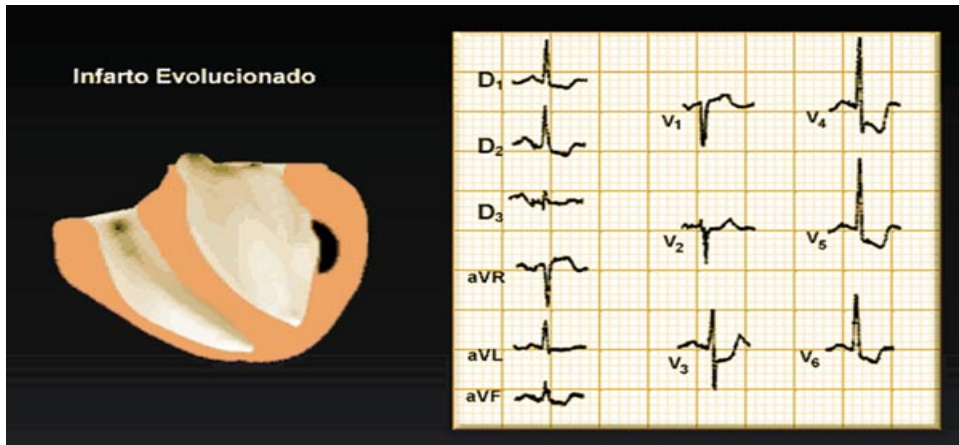 Infarto Evolucionado
D1
D2
D3
aVR
aVL
aVF
V1
V2
V3
V4
V5
V6